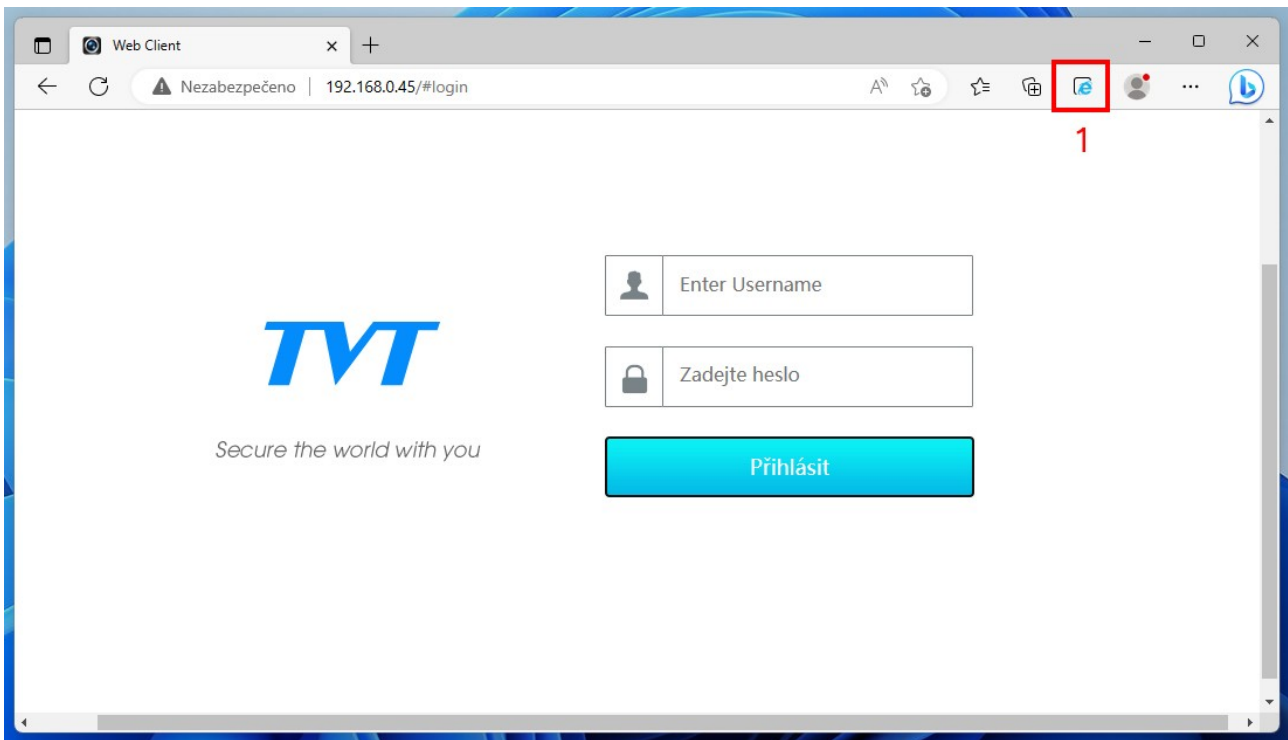 Web Client
Nezabezpečeno | 192.168.0.45/#login
1
Enter Username
TVT
Zadejte heslo
Secure the world with you
Přihlásit